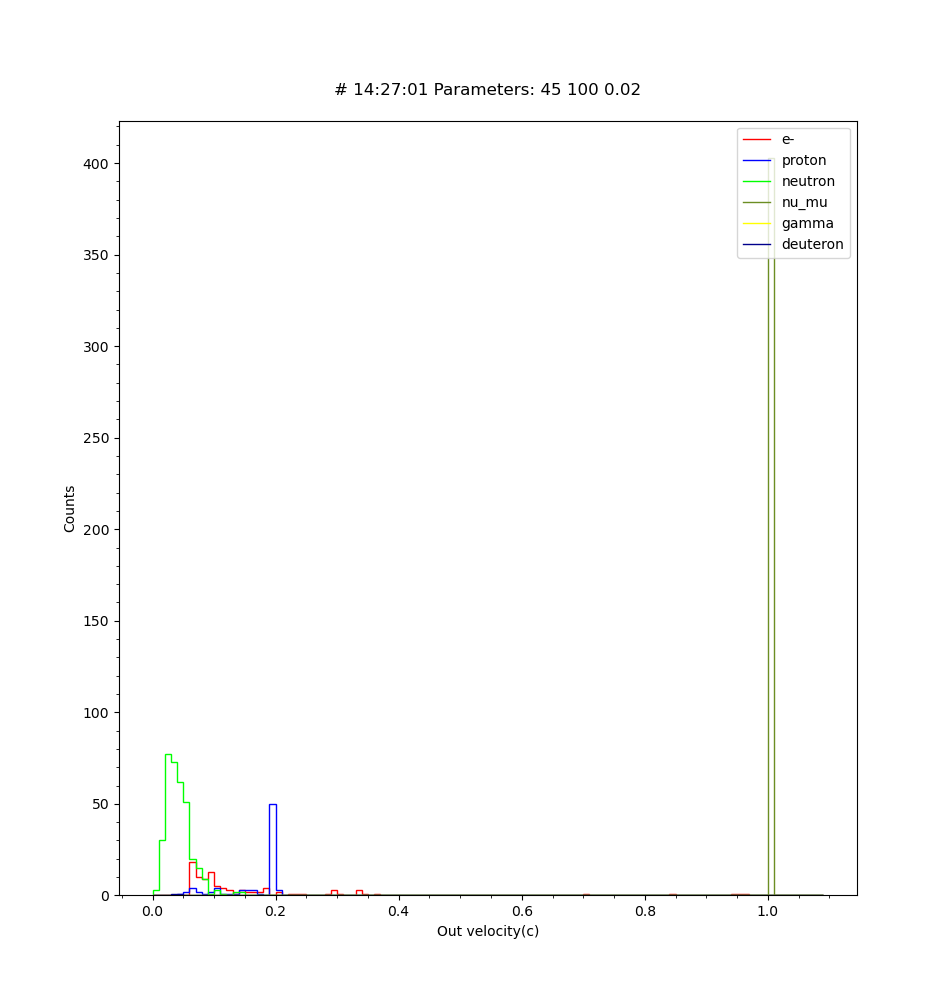 # 14:27:01 Parameters: 45 100 0.02
e-
proton
neutron
nu_mu
gamma
deuteron
400
350
300
250
200
150
100
50
0
Counts
0.0 0.2 0.4 0.6 0.8 1.0
Out velocity(c)